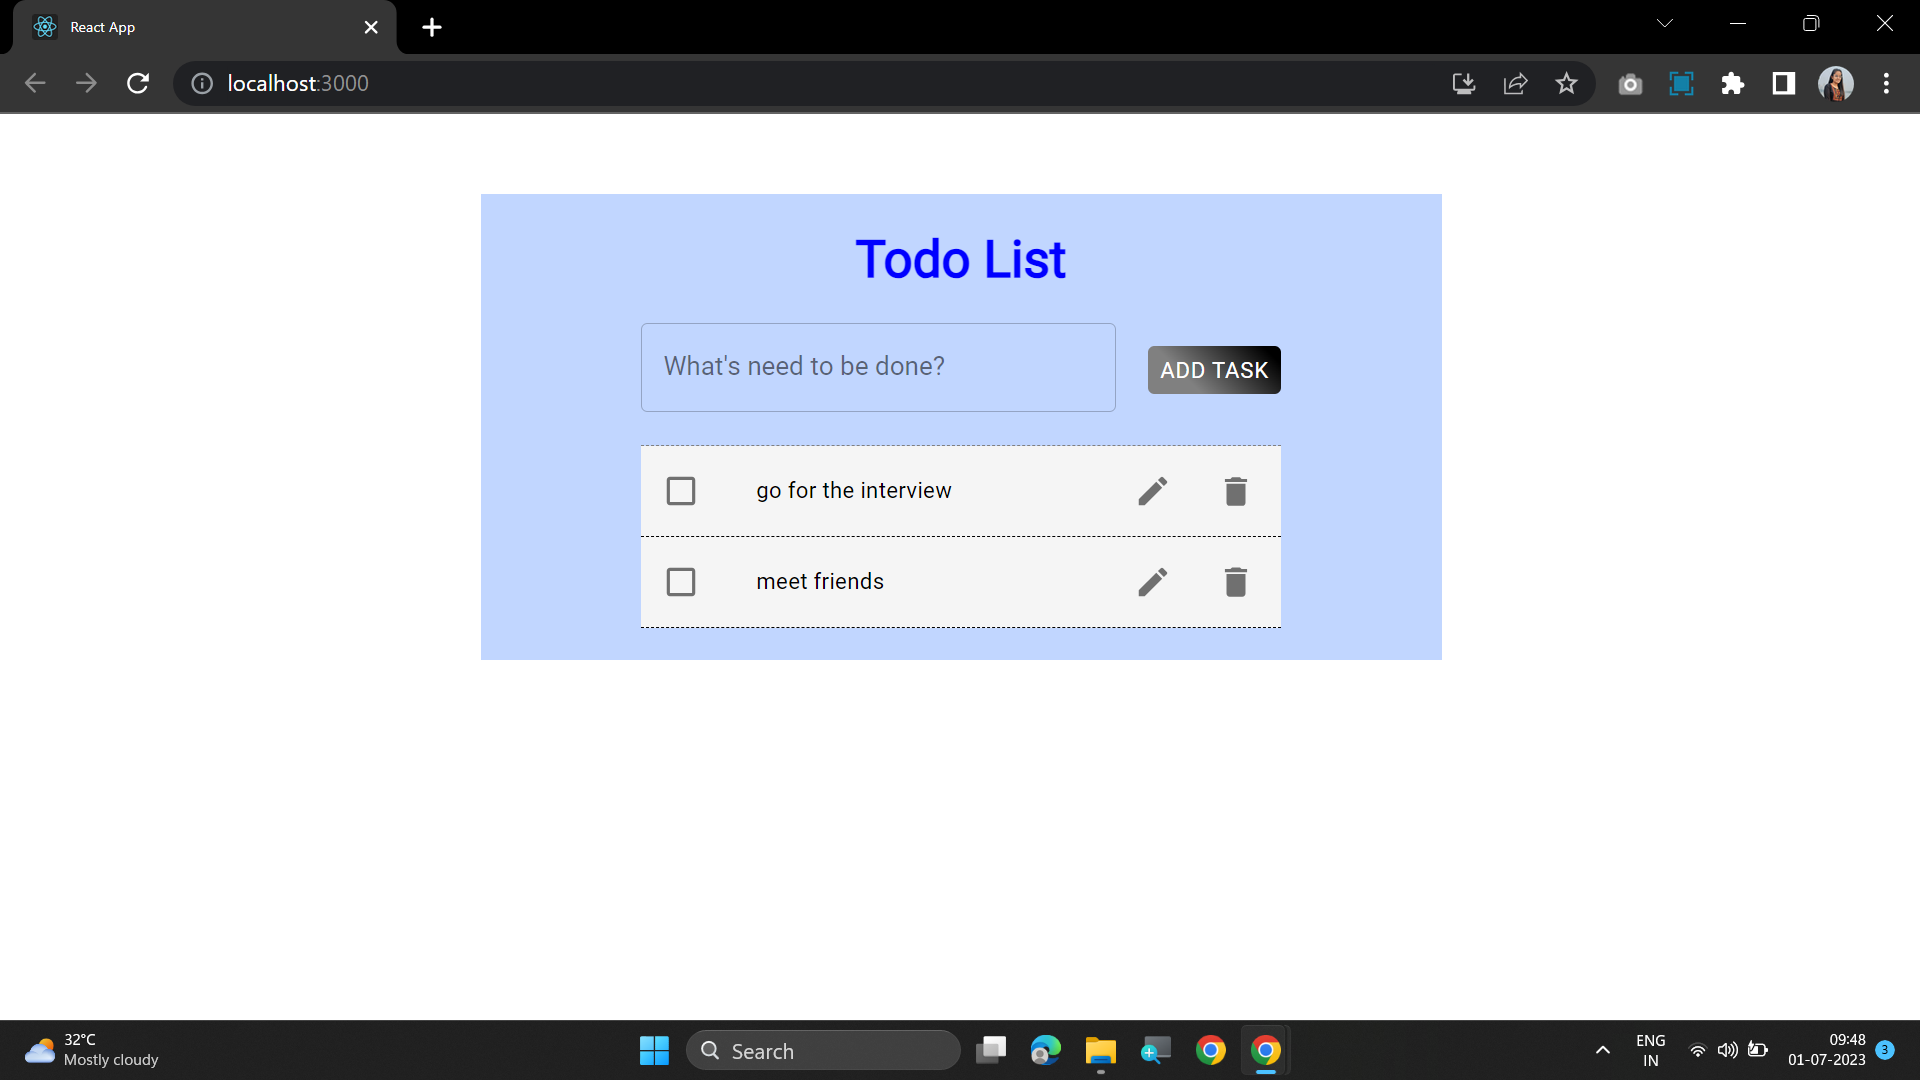 React App
localhost:3000
Todo List
What's need to be done?
ADD TASK
go for the interview
meet friends
32°C
Mostly cloudy
Search
ENG
IN
09:48
01-07-2023
3